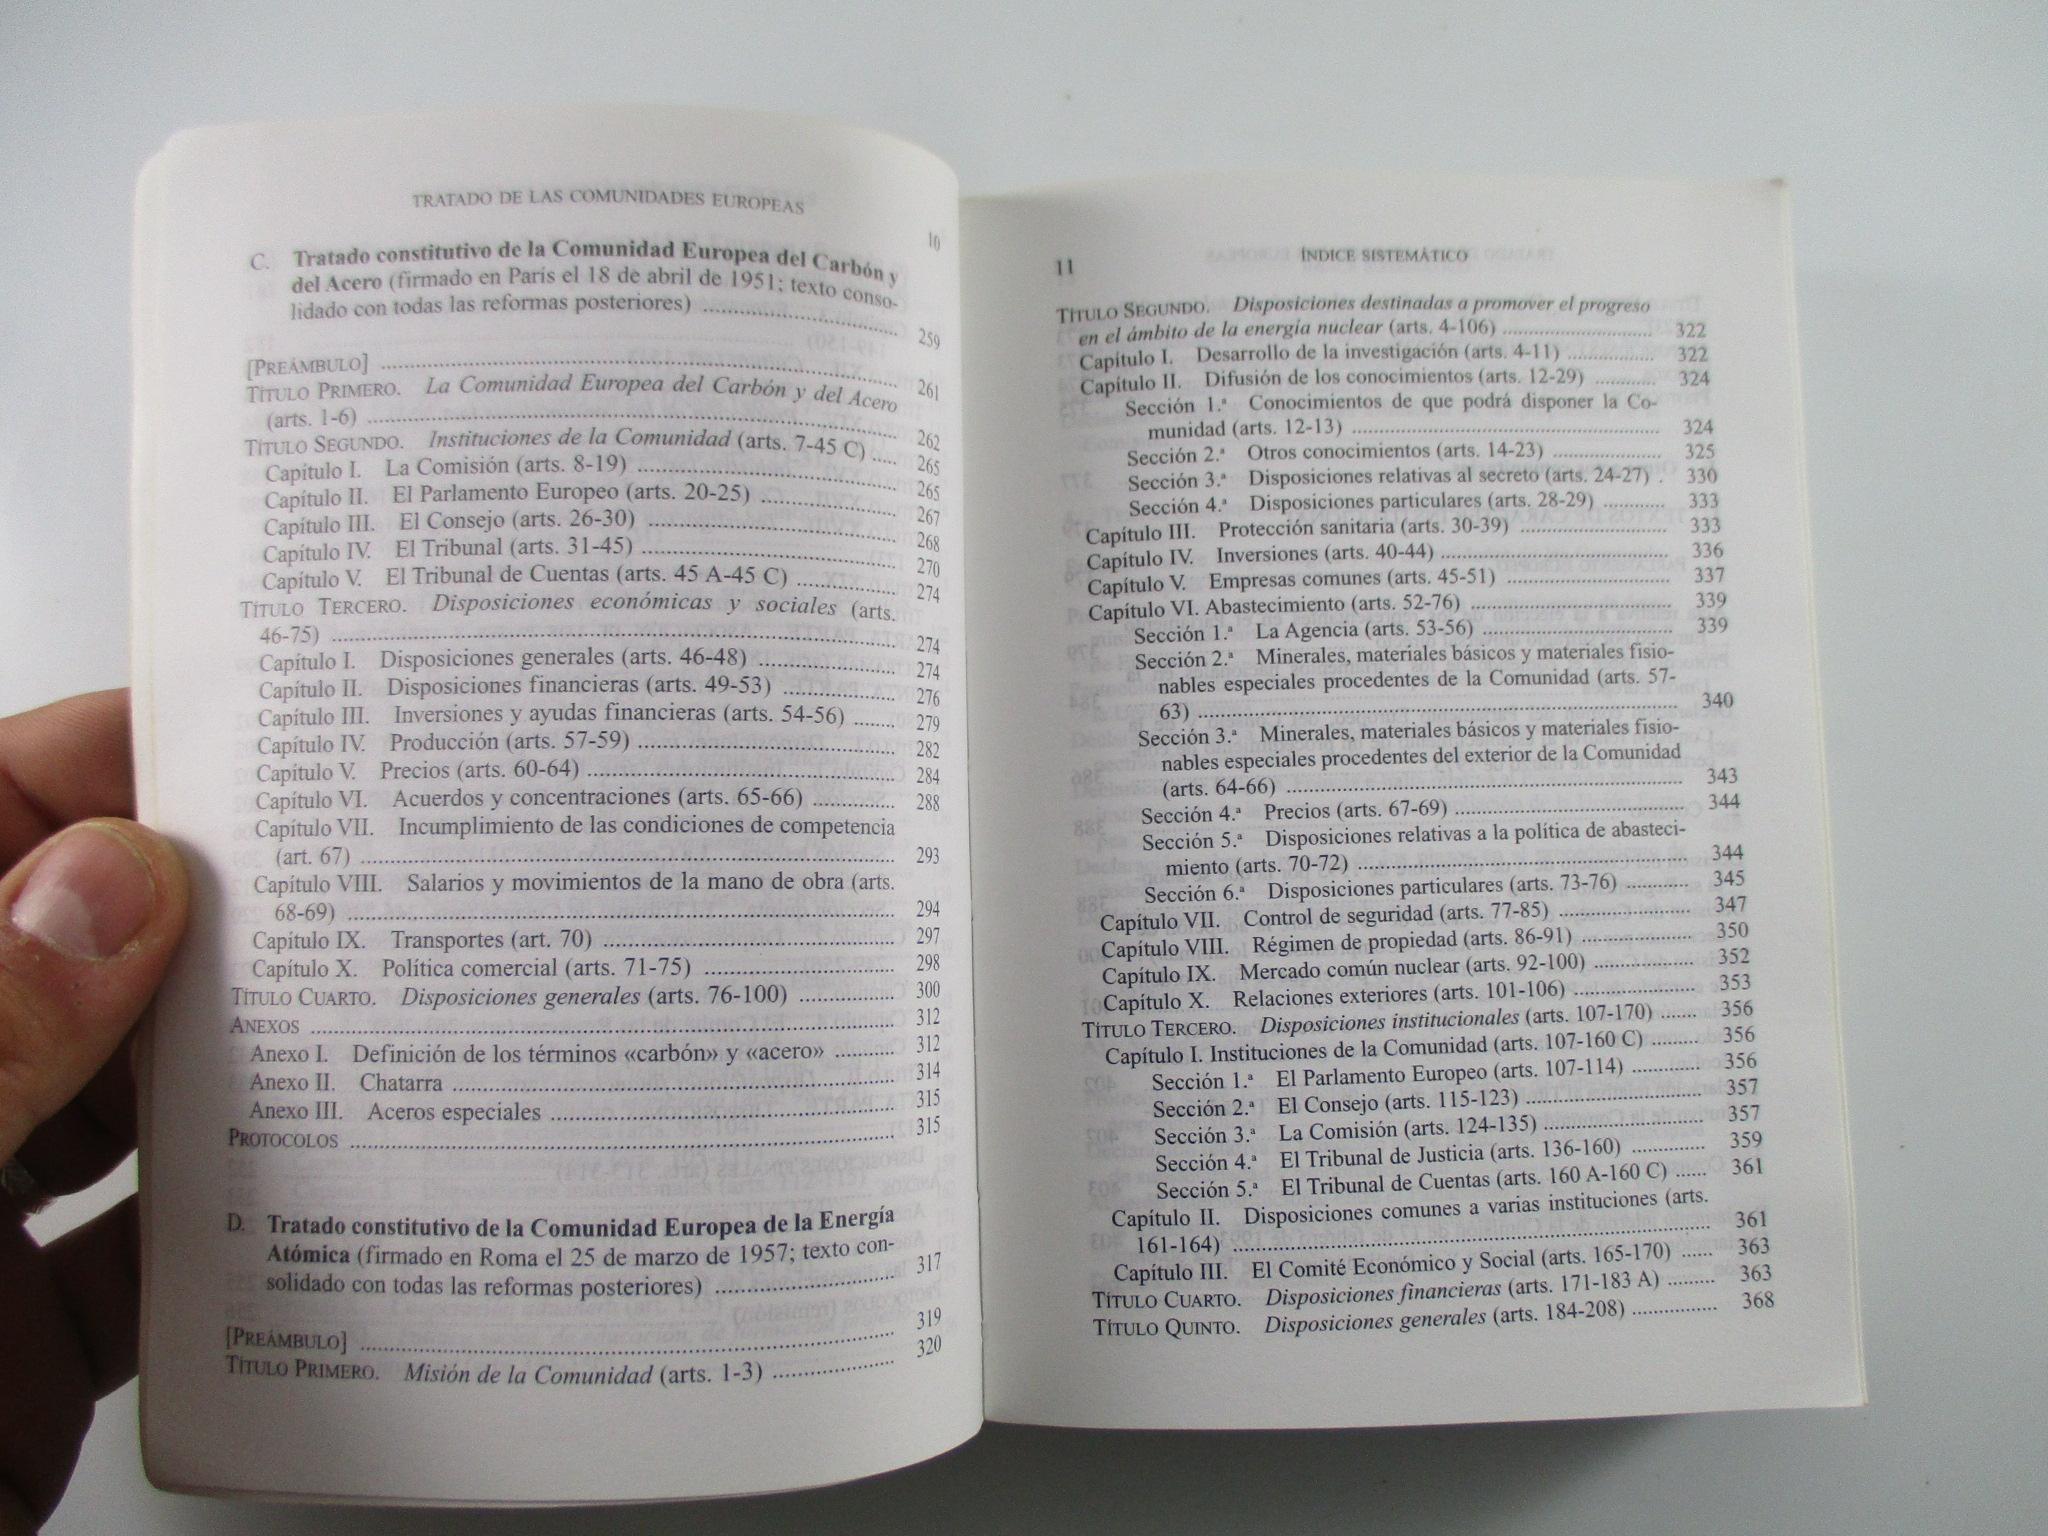 TRATADO DE LAS COMUNIDADES EUROPEAS
10
C. Tratado constitutivo de la Comunidad Europea del Carbón y
del Acero (firmado en París el 18 de abril de 1951; texto conso-
lidado con todas las reformas posteriores) .......... 259
[PREÁMBULO] .......... 261
TÍTULO PRIMERO. La Comunidad Europea del Carbón y del Acero
(arts. 1-6) .......... 262
TÍTULO SEGUNDO. Instituciones de la Comunidad (arts. 7-45 C) ..... 265
Capítulo I. La Comisión (arts. 8-19) .......... 265
Capítulo II. El Parlamento Europeo (arts. 20-25) .......... 267
Capítulo III. El Consejo (arts. 26-30) .......... 268
Capítulo IV. El Tribunal (arts. 31-45) .......... 270
Capítulo V. El Tribunal de Cuentas (arts. 45 A-45 C) .......... 274
TÍTULO TERCERO. Disposiciones económicas y sociales (arts.
46-75) .......... 274
Capítulo I. Disposiciones generales (arts. 46-48) .......... 274
Capítulo II. Disposiciones financieras (arts. 49-53) .......... 276
Capítulo III. Inversiones y ayudas financieras (arts. 54-56) ....... 279
Capítulo IV. Producción (arts. 57-59) .......... 282
Capítulo V. Precios (arts. 60-64) .......... 284
Capítulo VI. Acuerdos y concentraciones (arts. 65-66) .......... 288
Capítulo VII. Incumplimiento de las condiciones de competencia
(art. 67) .......... 293
Capítulo VIII. Salarios y movimientos de la mano de obra (arts.
68-69) .......... 294
Capítulo IX. Transportes (art. 70) .......... 297
Capítulo X. Política comercial (arts. 71-75) .......... 298
TÍTULO CUARTO. Disposiciones generales (arts. 76-100) .......... 300
ANEXOS .......... 312
Anexo I. Definición de los términos «carbón» y «acero» .......... 312
Anexo II. Chatarra .......... 314
Anexo III. Aceros especiales .......... 315
PROTOCOLOS .......... 315
D. Tratado constitutivo de la Comunidad Europea de la Energía
Atómica (firmado en Roma el 25 de marzo de 1957; texto con-
solidado con todas las reformas posteriores) .......... 317
[PREÁMBULO] .......... 319
TÍTULO PRIMERO. Misión de la Comunidad (arts. 1-3) .......... 320
11
ÍNDICE SISTEMÁTICO
TÍTULO SEGUNDO. Disposiciones destinadas a promover el progreso
en el ámbito de la energía nuclear (arts. 4-106) .......... 322
Capítulo I. Desarrollo de la investigación (arts. 4-11) .......... 322
Capítulo II. Difusión de los conocimientos (arts. 12-29) .......... 324
Sección 1.ª Conocimientos de que podrá disponer la Co-
munidad (arts. 12-13) .......... 324
Sección 2.ª Otros conocimientos (arts. 14-23) .......... 325
Sección 3.ª Disposiciones relativas al secreto (arts. 24-27) . 330
Sección 4.ª Disposiciones particulares (arts. 28-29) .......... 333
Capítulo III. Protección sanitaria (arts. 30-39) .......... 333
Capítulo IV. Inversiones (arts. 40-44) .......... 336
Capítulo V. Empresas comunes (arts. 45-51) .......... 337
Capítulo VI. Abastecimiento (arts. 52-76) .......... 339
Sección 1.ª La Agencia (arts. 53-56) .......... 339
Sección 2.ª Minerales, materiales básicos y materiales fisio-
nables especiales procedentes de la Comunidad (arts. 57-
63) .......... 340
Sección 3.ª Minerales, materiales básicos y materiales fisio-
nables especiales procedentes del exterior de la Comunidad
(arts. 64-66) .......... 343
Sección 4.ª Precios (arts. 67-69) .......... 344
Sección 5.ª Disposiciones relativas a la política de abasteci-
miento (arts. 70-72) .......... 344
Sección 6.ª Disposiciones particulares (arts. 73-76) .......... 345
Capítulo VII. Control de seguridad (arts. 77-85) .......... 347
Capítulo VIII. Régimen de propiedad (arts. 86-91) .......... 350
Capítulo IX. Mercado común nuclear (arts. 92-100) .......... 352
Capítulo X. Relaciones exteriores (arts. 101-106) .......... 353
TÍTULO TERCERO. Disposiciones institucionales (arts. 107-170) ....... 356
Capítulo I. Instituciones de la Comunidad (arts. 107-160 C) ......... 356
Sección 1.ª El Parlamento Europeo (arts. 107-114) .......... 356
Sección 2.ª El Consejo (arts. 115-123) .......... 357
Sección 3.ª La Comisión (arts. 124-135) .......... 357
Sección 4.ª El Tribunal de Justicia (arts. 136-160) .......... 359
Sección 5.ª El Tribunal de Cuentas (arts. 160 A-160 C) ...... 361
Capítulo II. Disposiciones comunes a varias instituciones (arts.
161-164) .......... 361
Capítulo III. El Comité Económico y Social (arts. 165-170) ...... 363
TÍTULO CUARTO. Disposiciones financieras (arts. 171-183 A) ......... 363
TÍTULO QUINTO. Disposiciones generales (arts. 184-208) .......... 368